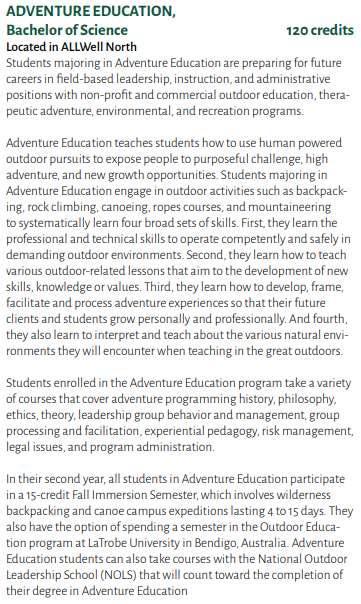 ADVENTURE EDUCATION,
Bachelor of Science 120 credits
Located in ALLWell North
Students majoring in Adventure Education are preparing for future
careers in field-based leadership, instruction, and administrative
positions with non-profit and commercial outdoor education, thera-
peutic adventure, environmental, and recreation programs.
Adventure Education teaches students how to use human powered
outdoor pursuits to expose people to purposeful challenge, high
adventure, and new growth opportunities. Students majoring in
Adventure Education engage in outdoor activities such as backpack-
ing, rock climbing, canoeing, ropes courses, and mountaineering
to systematically learn four broad sets of skills. First, they learn the
professional and technical skills to operate competently and safely in
demanding outdoor environments. Second, they learn how to teach
various outdoor-related lessons that aim to the development of new
skills, knowledge or values. Third, they learn how to develop, frame,
facilitate and process adventure experiences so that their future
clients and students grow personally and professionally. And fourth,
they also learn to interpret and teach about the various natural envi-
ronments they will encounter when teaching in the great outdoors.
Students enrolled in the Adventure Education program take a variety
of courses that cover adventure programming history, philosophy,
ethics, theory, leadership group behavior and management, group
processing and facilitation, experiential pedagogy, risk management,
legal issues, and program administration.
In their second year, all students in Adventure Education participate
in a 15-credit Fall Immersion Semester, which involves wilderness
backpacking and canoe campus expeditions lasting 4 to 15 days. They
also have the option of spending a semester in the Outdoor Educa-
tion program at LaTrobe University in Bendigo, Australia. Adventure
Education students can also take courses with the National Outdoor
Leadership School (NOLS) that will count toward the completion of
their degree in Adventure Education